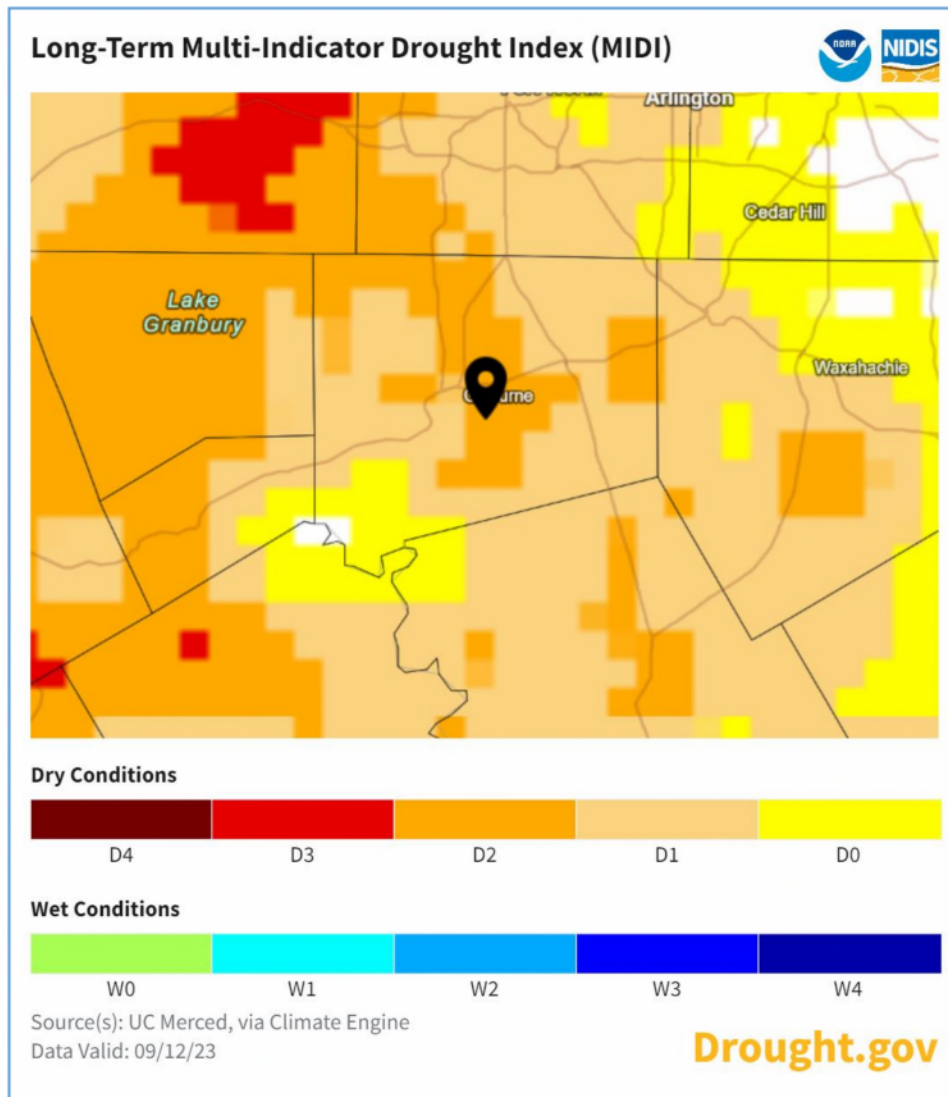 Long-Term Multi-Indicator Drought Index (MIDI)
NOAA
NIDIS
Arlington
Cedar Hill
Lake
Granbury
Waxahachie
Dry Conditions
D4 D3 D2 D1 D0
Wet Conditions
W0 W1 W2 W3 W4
Source(s): UC Merced, via Climate Engine
Data Valid: 09/12/23
Drought.gov